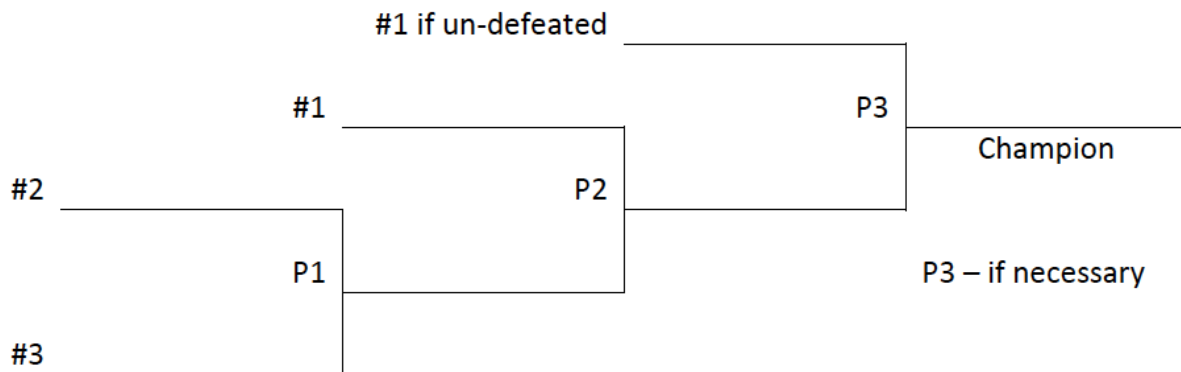 #1 if un-defeated
#1
P3
Champion
#2
P2
P1
P3 – if necessary
#3